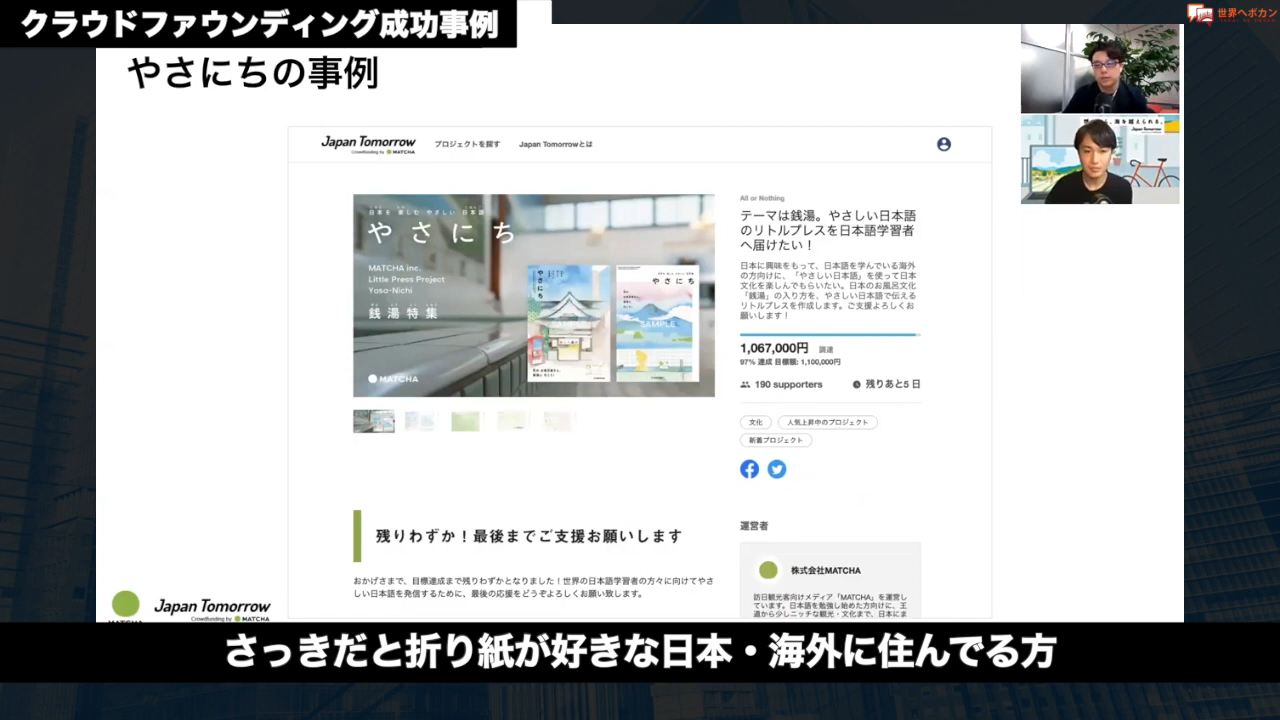 クラウドファウンディング成功事例
世界へボカン
やさにちの事例
Japan Tomorrow
Crowdfunding by MATCHA
プロジェクトを探す
Japan Tomorrowとは
日本を 楽しむ やさしい 日本語
やさにち
MATCHA inc.
Little Press Project
Yasa-Nichi
銭湯特集
やさにち
SAMPLE
やさにち
SAMPLE
MATCHA
All or Nothing
テーマは銭湯。やさしい日本語
のリトルプレスを日本語学習者
へ届けたい！
日本に興味をもって、日本語を学んでいる海外
の方向けに、「やさしい日本語」を使って日本
文化を楽しんでもらいたい。日本のお風呂文化
「銭湯」の入り方を、やさしい日本語で伝える
リトルプレスを作成します。ご支援よろしくお
願いします！
1,067,000円 調達
97% 達成 目標額: 1,100,000円
190 supporters
残りあと5 日
文化
人気上昇中のプロジェクト
新着プロジェクト
残りわずか！最後までご支援お願いします
おかげさまで、目標達成まで残りわずかとなりました！世界の日本語学習者の方々に向けてやさ
しい日本語を発信するために、最後の応援をどうぞよろしくお願い致します。
運営者
株式会社MATCHA
訪日観光客向けメディア「MATCHA」を運営し
ています。日本語を勉強し始めた方向けに、王
道から少しニッチな観光・文化まで、日本にま
Japan Tomorrow
Crowdfunding by MATCHA
さっきだと折り紙が好きな日本・海外に住んでる方